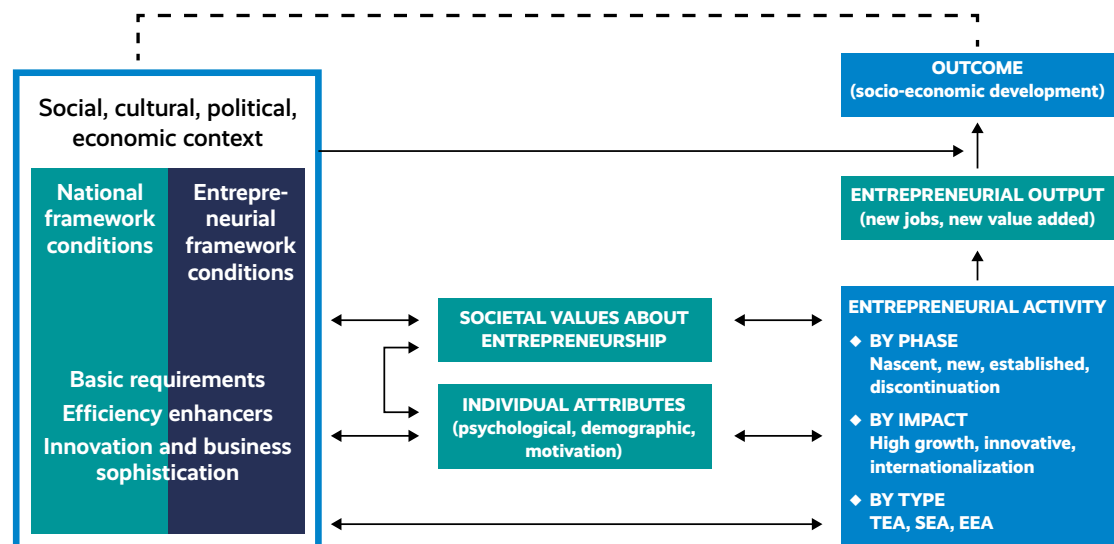 Social, cultural, political,
economic context
National
framework
conditions
Entrepre-
neurial
framework
conditions
Basic requirements
Efficiency enhancers
Innovation and business
sophistication
SOCIETAL VALUES ABOUT
ENTREPRENEURSHIP
INDIVIDUAL ATTRIBUTES
(psychological, demographic,
motivation)
OUTCOME
(socio-economic development)
ENTREPRENEURIAL OUTPUT
(new jobs, new value added)
ENTREPRENEURIAL ACTIVITY
◆ BY PHASE
Nascent, new, established,
discontinuation
◆ BY IMPACT
High growth, innovative,
internationalization
◆ BY TYPE
TEA, SEA, EEA